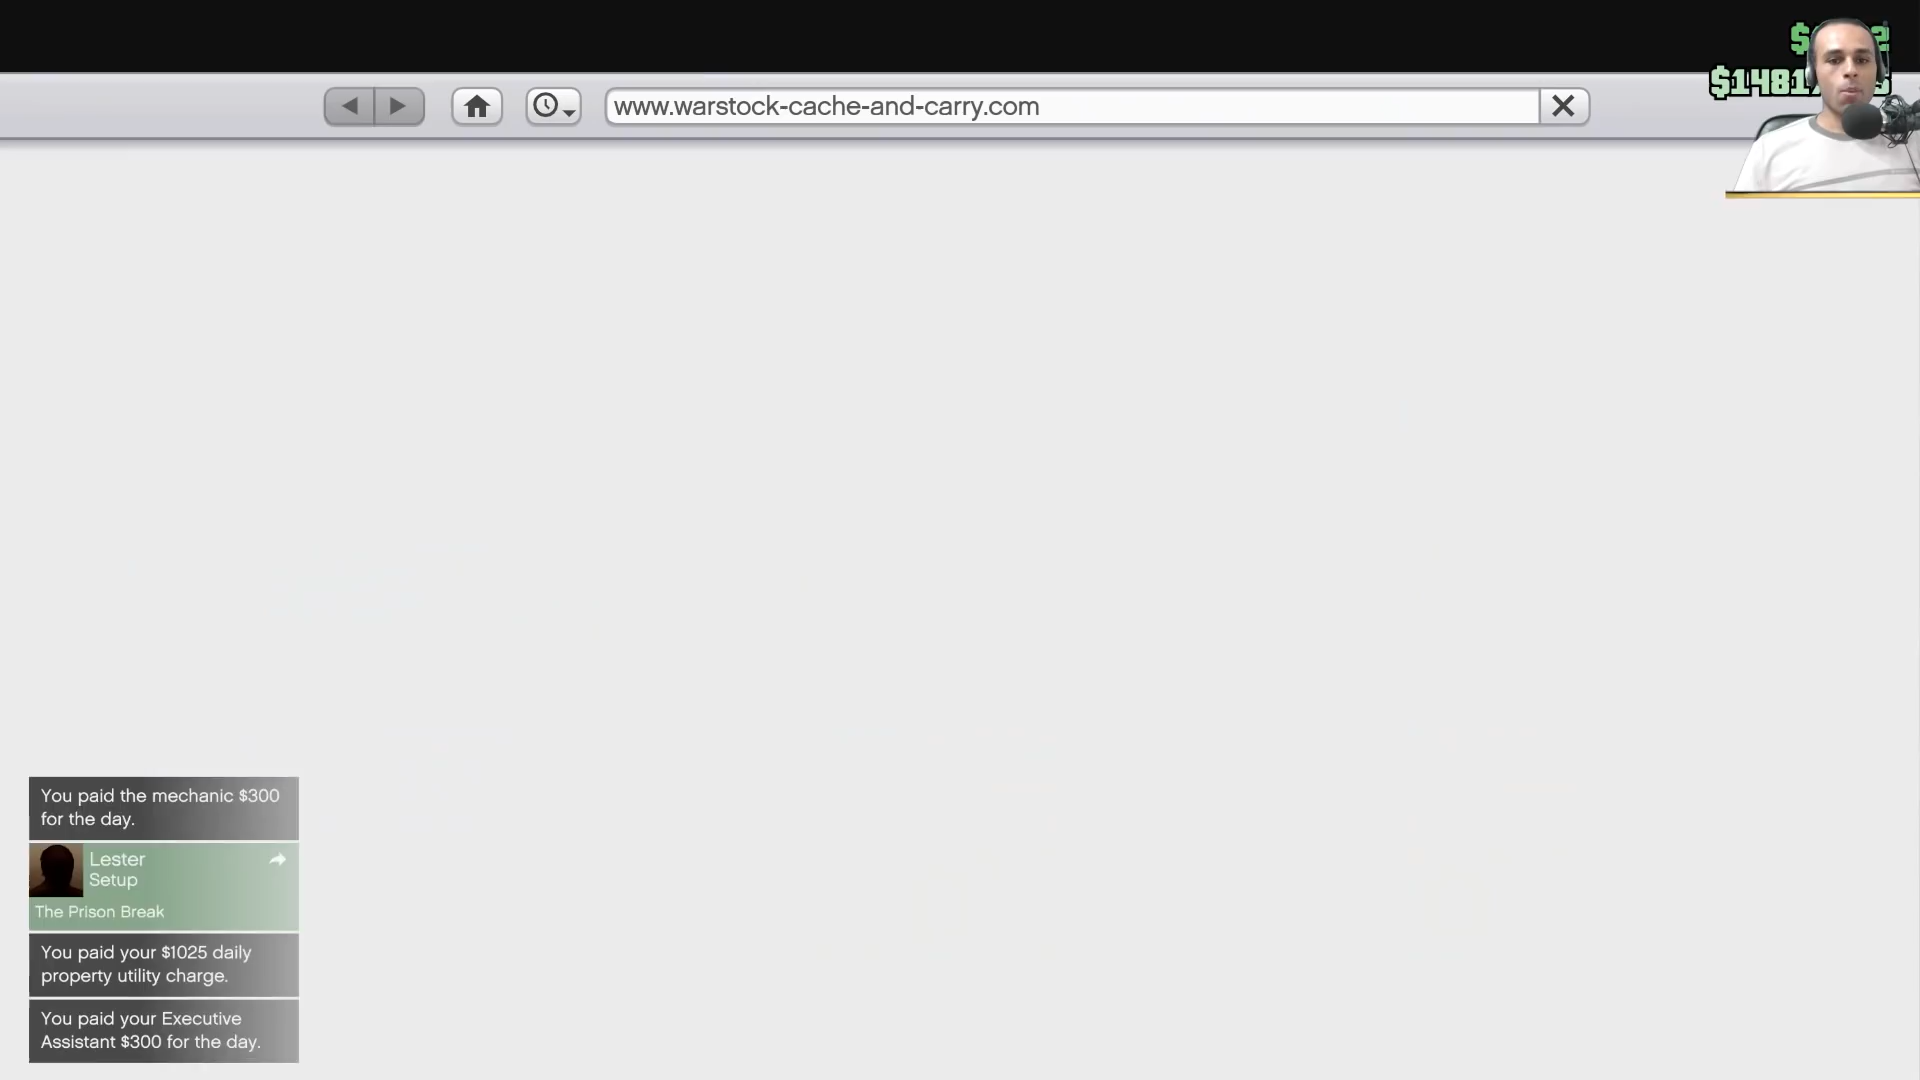 www.warstock-cache-and-carry.com
You paid the mechanic $300
for the day.
Lester
Setup
The Prison Break
You paid your $1025 daily
property utility charge.
You paid your Executive
Assistant $300 for the day.